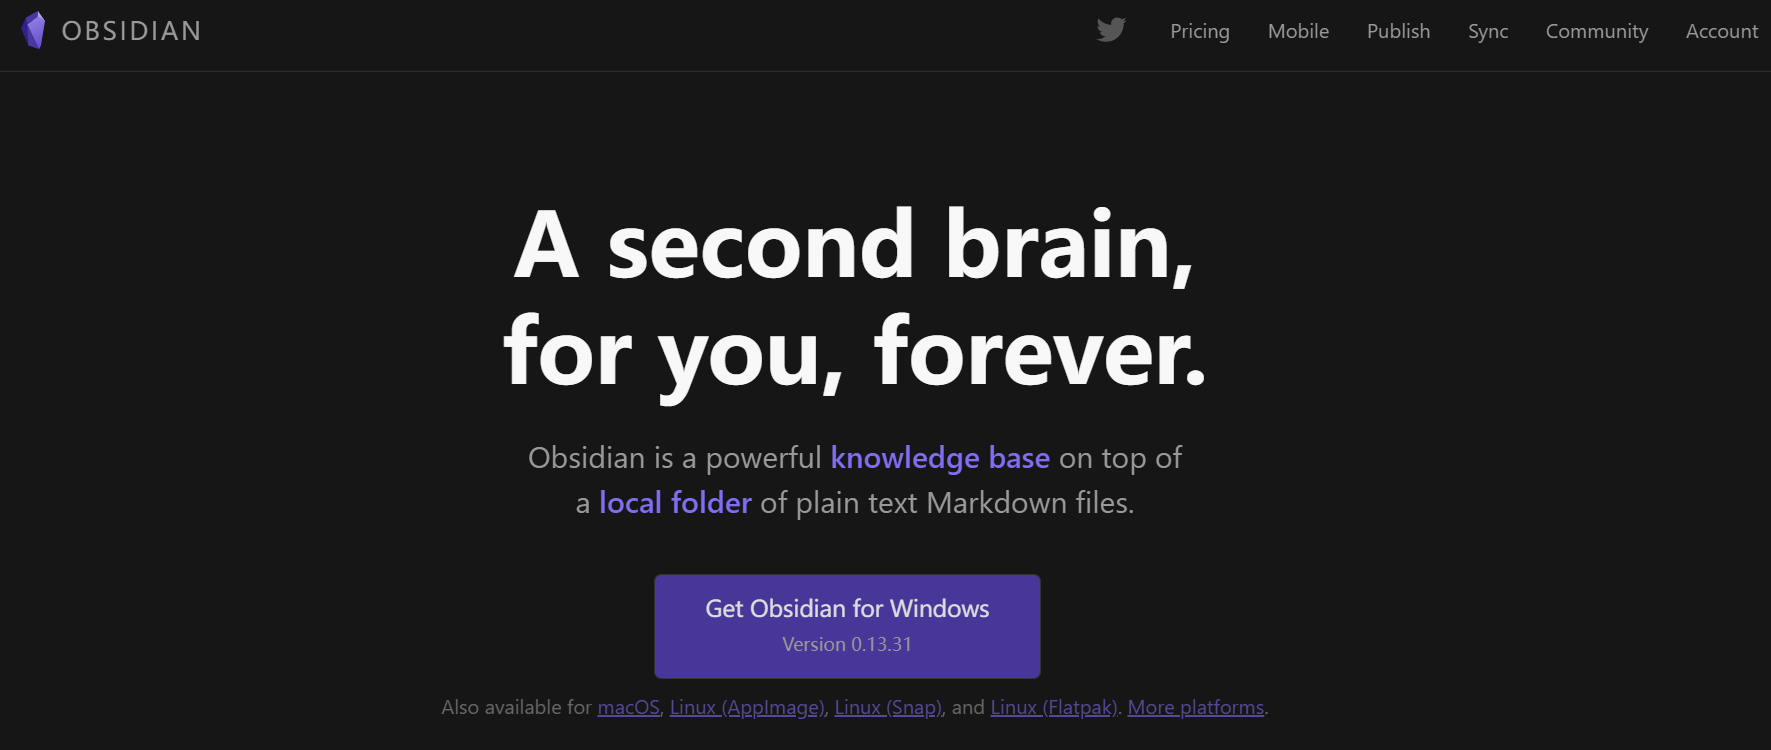 OBSIDIAN
Pricing Mobile Publish Sync Community Account
A second brain,
for you, forever.
Obsidian is a powerful knowledge base on top of
a local folder of plain text Markdown files.
Get Obsidian for Windows
Version 0.13.31
Also available for macOS, Linux (AppImage), Linux (Snap), and Linux (Flatpak). More platforms.